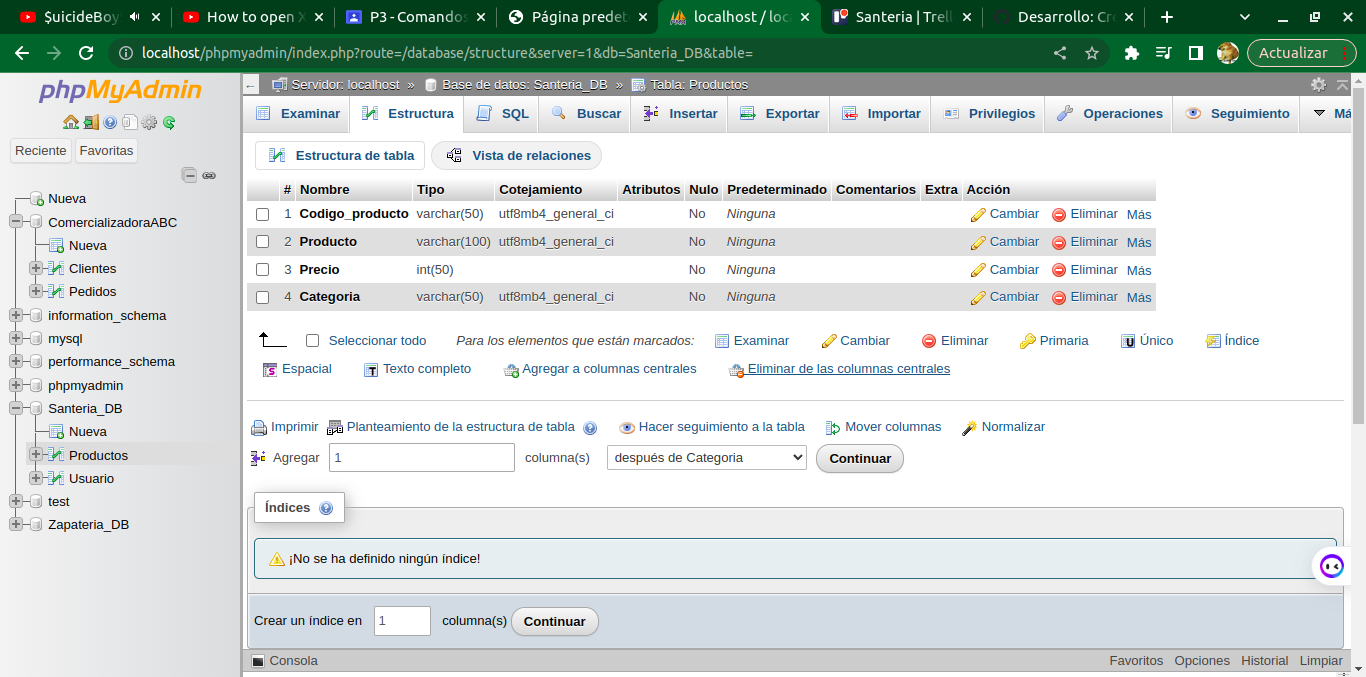 $uicideBoy
How to open X
P3 - Comandos
Página predet
localhost / loc
Santeria | Trell
Desarrollo: Cre
localhost/phpmyadmin/index.php?route=/database/structure&server=1&db=Santeria_DB&table=
Actualizar
phpMyAdmin
Reciente
Favoritas
Nueva
ComercializadoraABC
Nueva
Clientes
Pedidos
information_schema
mysql
performance_schema
phpmyadmin
Santeria_DB
Nueva
Productos
Usuario
test
Zapateria_DB
Servidor: localhost » Base de datos: Santeria_DB » Tabla: Productos
Examinar Estructura SQL Buscar Insertar Exportar Importar Privilegios Operaciones Seguimiento Má
Estructura de tabla Vista de relaciones
# Nombre Tipo Cotejamiento Atributos Nulo Predeterminado Comentarios Extra Acción
1 Codigo_producto varchar(50) utf8mb4_general_ci No Ninguna Cambiar Eliminar Más
2 Producto varchar(100) utf8mb4_general_ci No Ninguna Cambiar Eliminar Más
3 Precio int(50) No Ninguna Cambiar Eliminar Más
4 Categoria varchar(50) utf8mb4_general_ci No Ninguna Cambiar Eliminar Más
Seleccionar todo Para los elementos que están marcados: Examinar Cambiar Eliminar Primaria Único Índice
Espacial Texto completo Agregar a columnas centrales Eliminar de las columnas centrales
Imprimir Planteamiento de la estructura de tabla Hacer seguimiento a la tabla Mover columnas Normalizar
Agregar 1 columna(s) después de Categoria Continuar
Índices
¡No se ha definido ningún índice!
Crear un índice en 1 columna(s) Continuar
Consola Favoritos Opciones Historial Limpiar